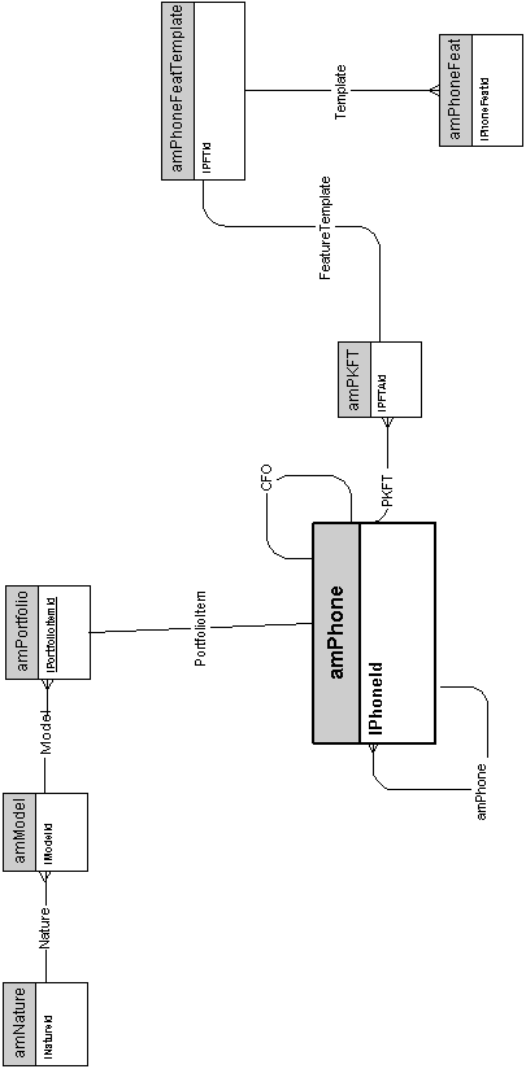 amNature
lNatureId
Nature
amModel
lModelId
Model
amPortfolio
lPortfolioItemId
PortfolioItem
amPhone
lPhoneId
amPhone
CFO
PKFT
amPKFT
lPFTAId
FeatureTemplate
amPhoneFeatTemplate
lPFTId
Template
amPhoneFeat
lPhoneFeatId